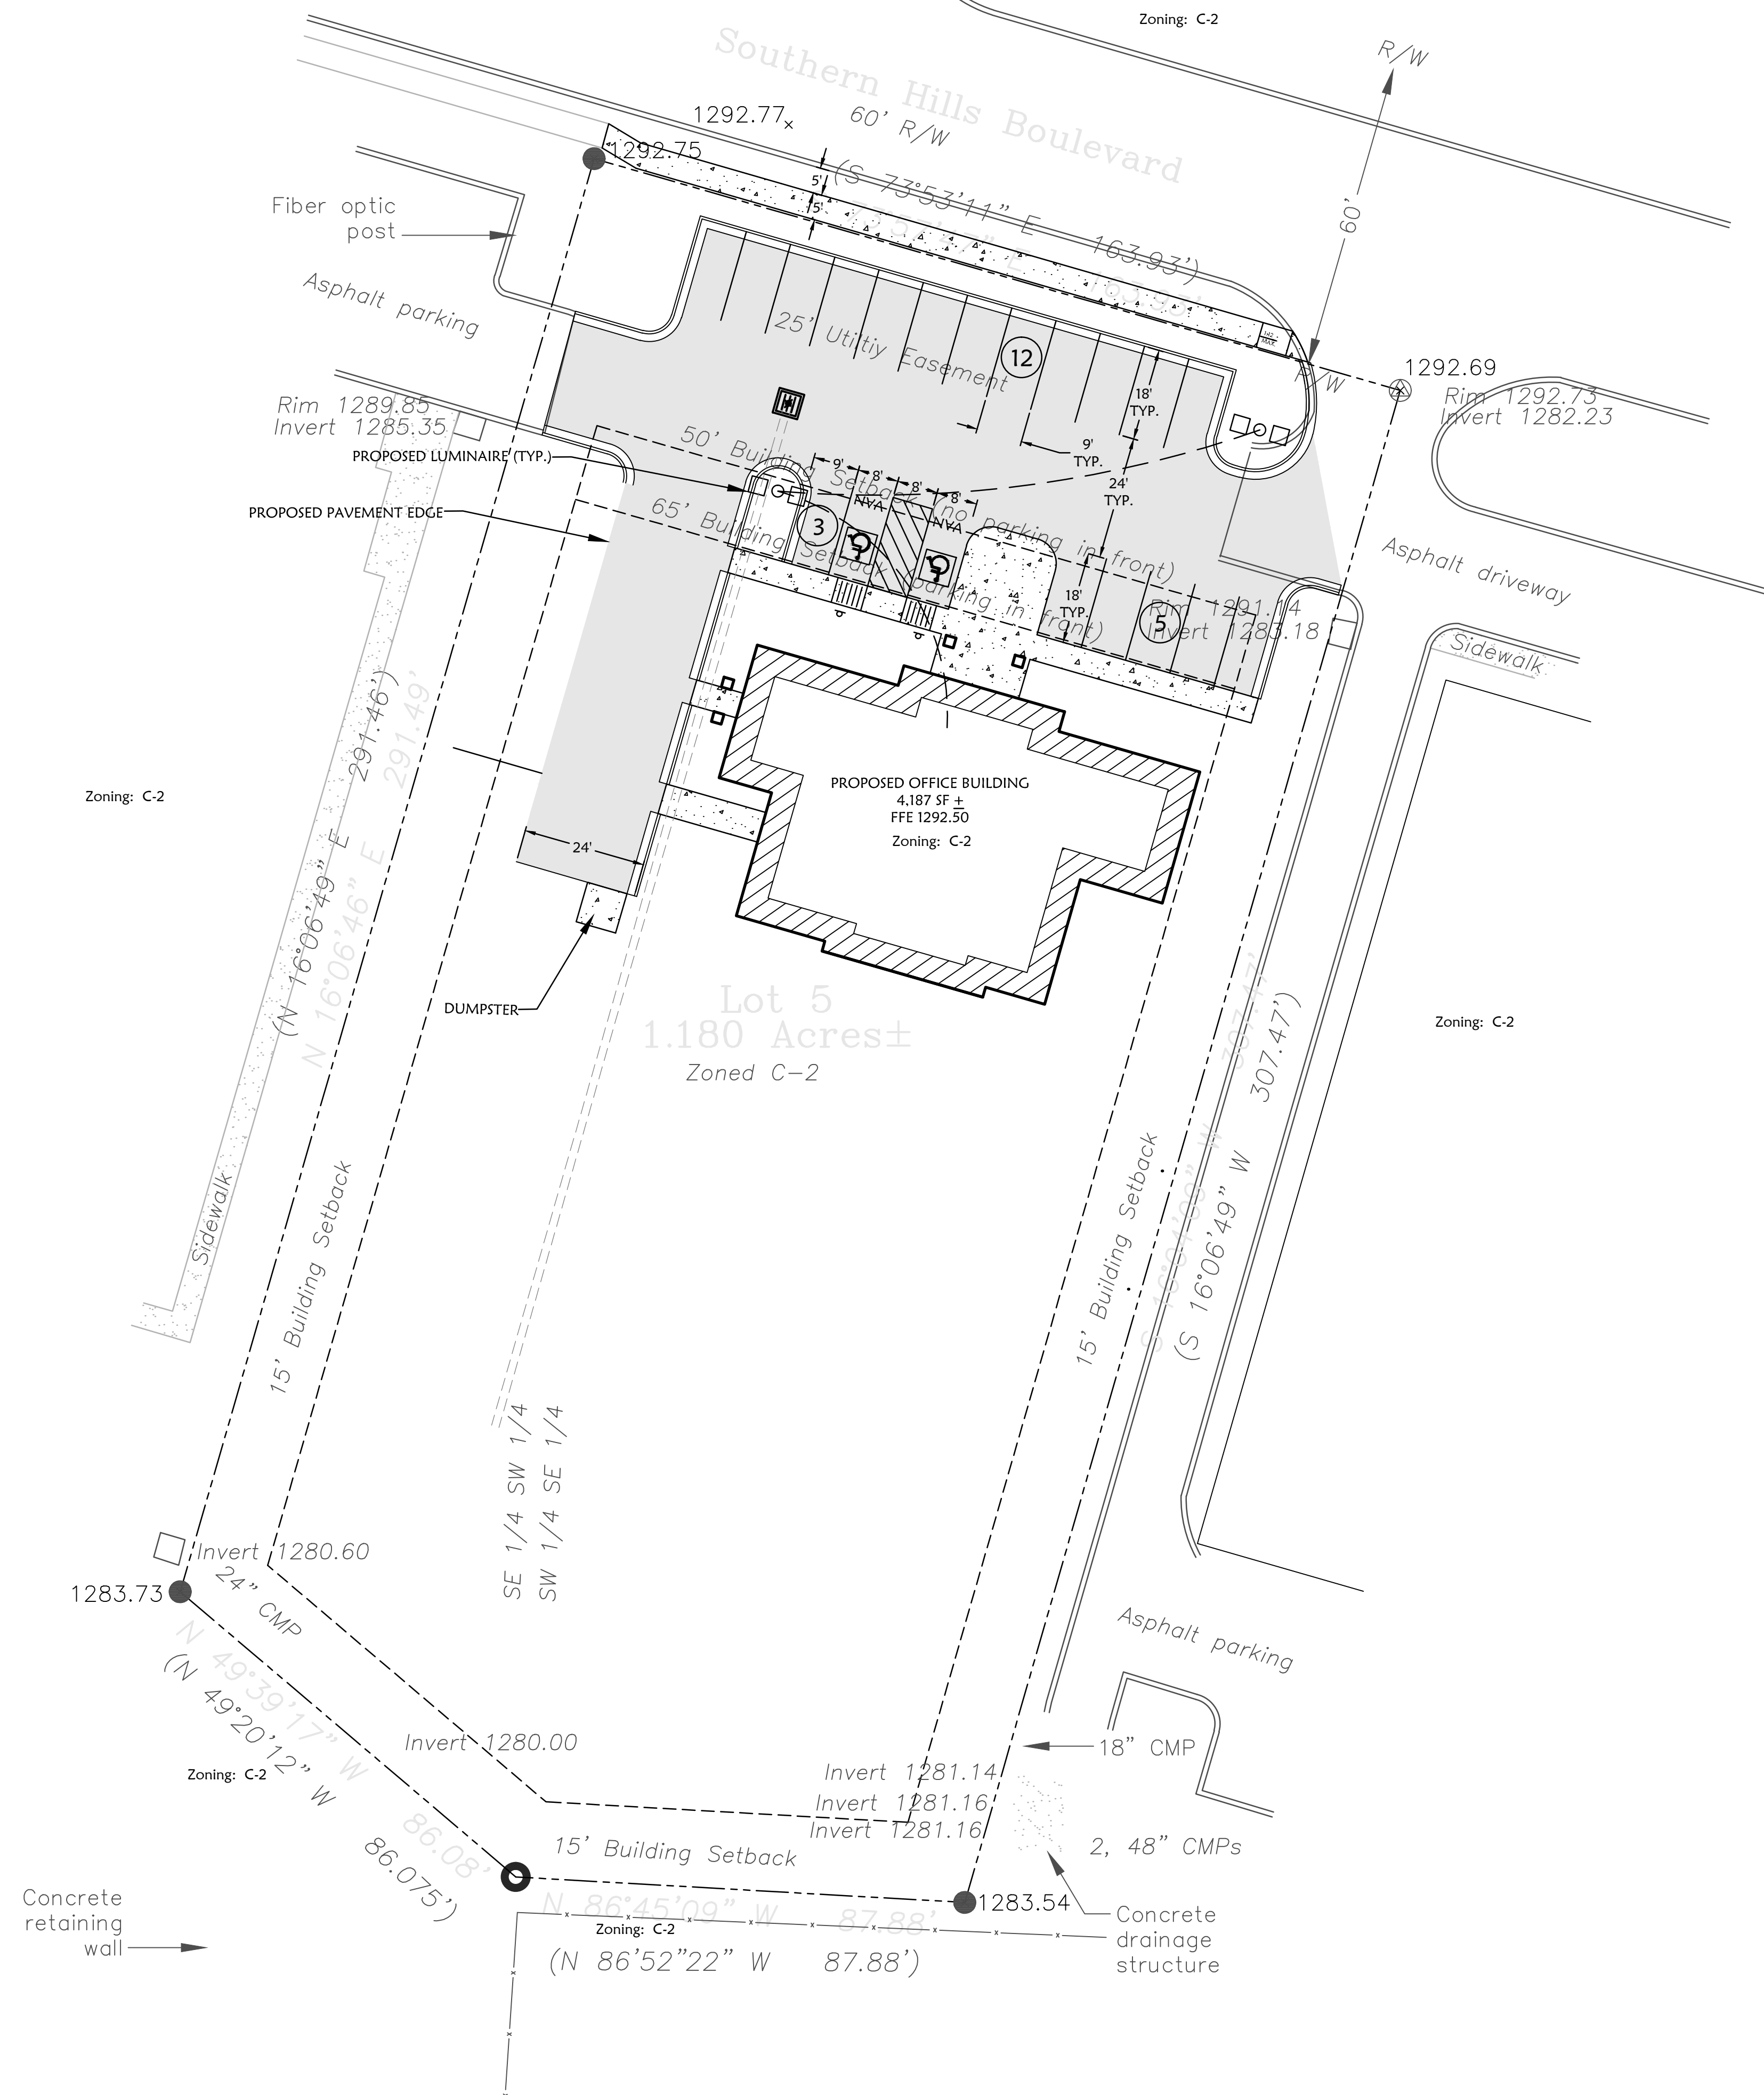 Zoning: C-2
R/W
Southern Hills Boulevard
60' R/W
1292.77
1292.75
(S 73°53'11" E 163.93')
5'
5'
60'
Fiber optic
post
Asphalt parking
25' Utiltiy Easement
12
R/W
1292.69
Rim 1292.73
Invert 1282.23
Rim 1289.85
Invert 1285.35
18'
TYP.
9'
TYP.
24'
TYP.
PROPOSED LUMINAIRE (TYP.)
50' Building Setback (no parking in front)
9'
8'
8'
8'
PROPOSED PAVEMENT EDGE
65' Building Setback
parking in front)
3
Asphalt driveway
18'
TYP.
Rim 1291.14
Invert 1283.18
5
Sidewalk
(N 16°06'49" E 291.46')
N 16°06'46" E 291.49'
Zoning: C-2
PROPOSED OFFICE BUILDING
4,187 SF ±
FFE 1292.50
Zoning: C-2
24'
DUMPSTER
Lot 5
1.180 Acres±
Zoned C-2
Zoning: C-2
307.47'
(S 16°06'49" W 307.47')
Sidewalk
15' Building Setback
15' Building Setback
SE 1/4 SW 1/4
SW 1/4 SE 1/4
Invert 1280.60
1283.73
24" CMP
Asphalt parking
N 49°39'17" W 86.08'
(N 49°20'12" W 86.075')
Invert 1280.00
Zoning: C-2
18" CMP
Invert 1281.14
Invert 1281.16
Invert 1281.16
15' Building Setback
2, 48" CMPs
Concrete
retaining
wall
1283.54
N 86°45'09" W 87.88'
Zoning: C-2
(N 86'52"22" W 87.88')
Concrete
drainage
structure